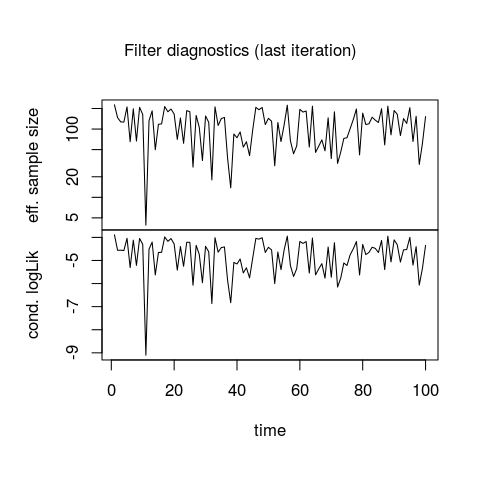 Filter diagnostics (last iteration)
eff. sample size
100
20
5
cond. logLik
-5
-7
-9
0 20 40 60 80 100
time